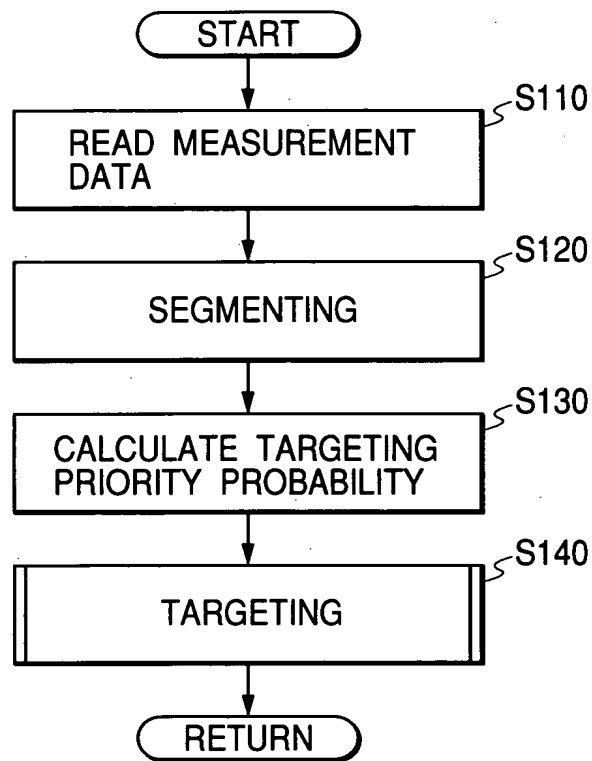 START
S110
READ MEASUREMENT
DATA
S120
SEGMENTING
S130
CALCULATE TARGETING
PRIORITY PROBABILITY
S140
TARGETING
RETURN